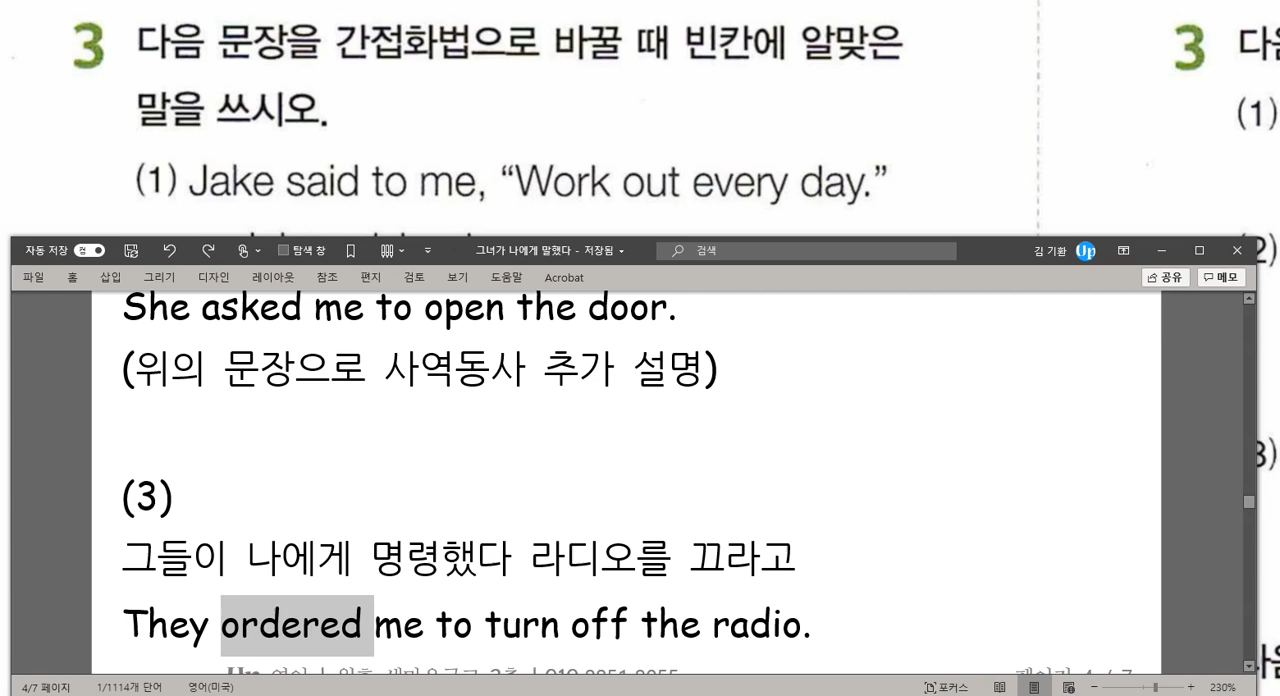 3 다음 문장을 간접화법으로 바꿀 때 빈칸에 알맞은
말을 쓰시오.
(1) Jake said to me, “Work out every day.”
3
(1)
자동 저장 탐색 창 그녀가 나에게 말했다 - 저장됨 검색 김 기환 Up
파일 홈 삽입 그리기 디자인 레이아웃 참조 편지 검토 보기 도움말 Acrobat 공유 메모
She asked me to open the door.
(위의 문장으로 사역동사 추가 설명)
(3)
그들이 나에게 명령했다 라디오를 끄라고
They ordered me to turn off the radio.
4/7 페이지 1/1114개 단어 영어(미국) 포커스 230%